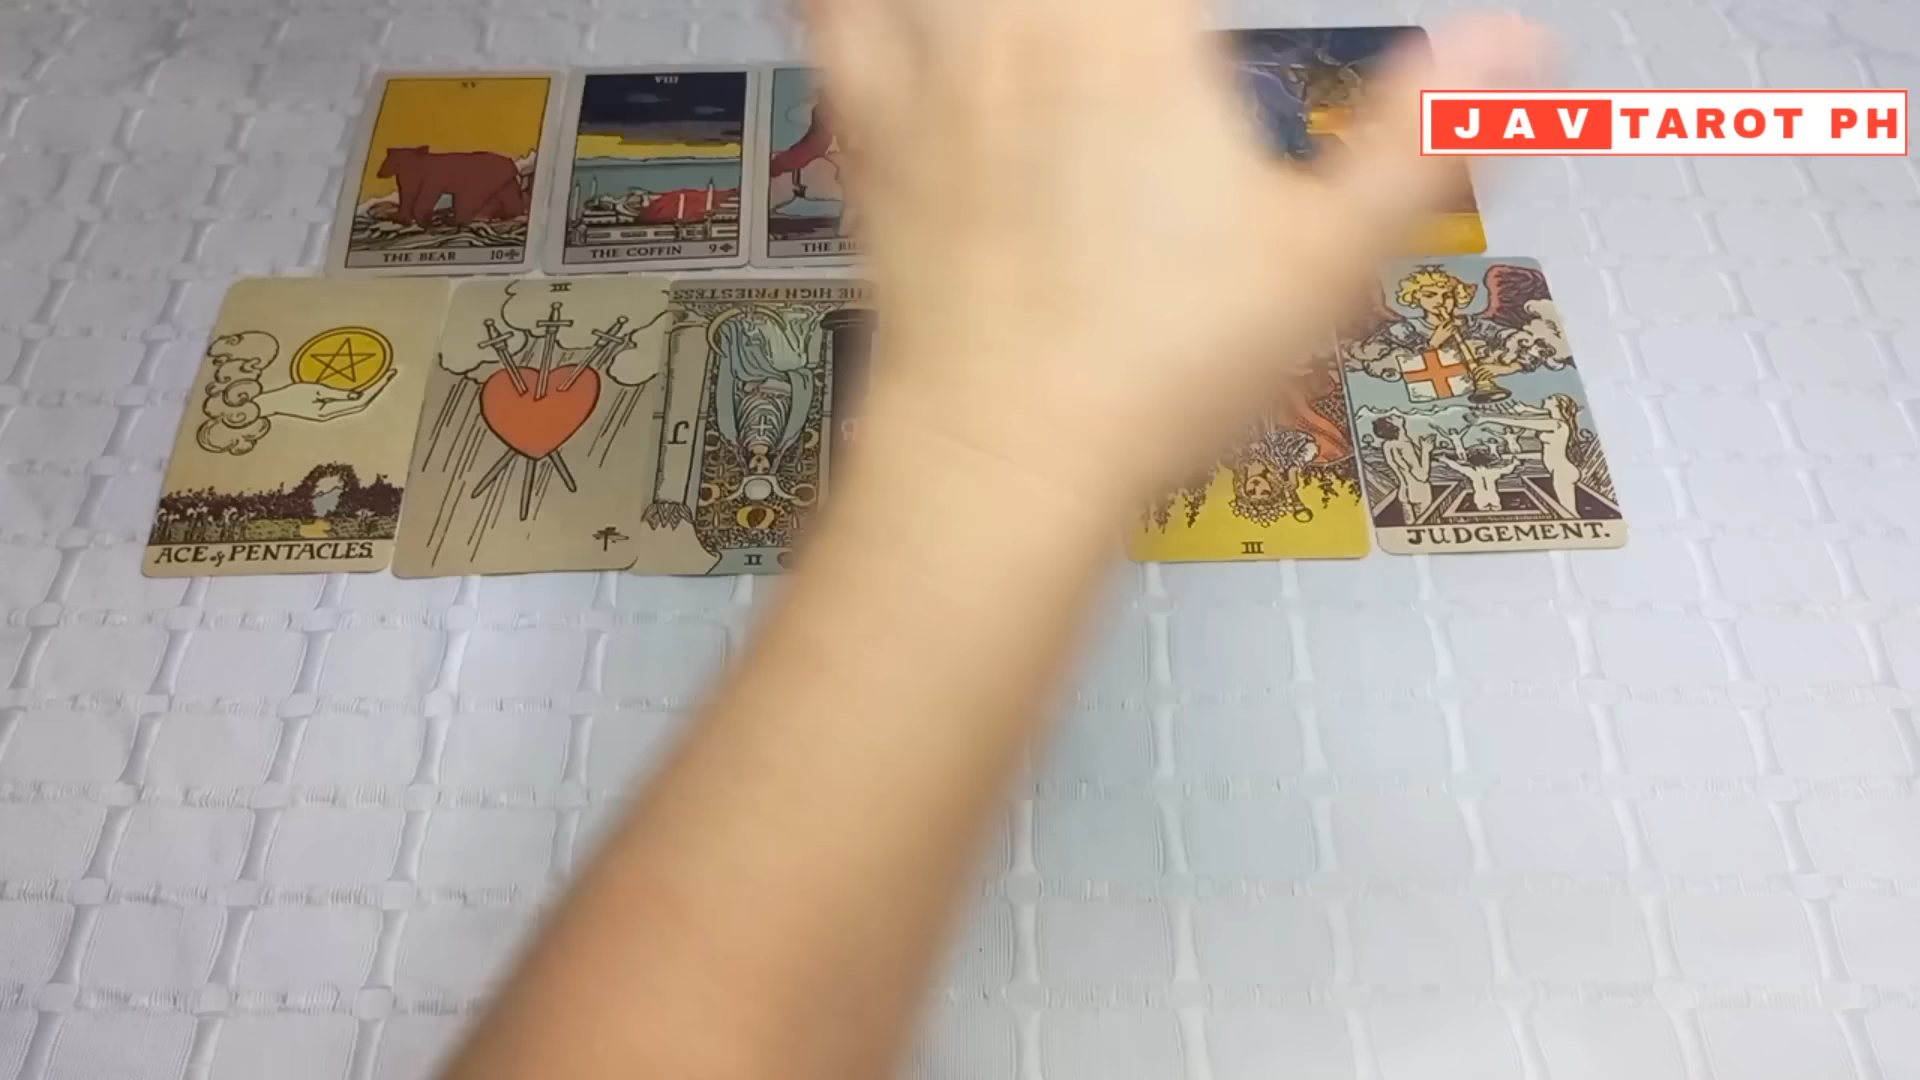 JAV TAROT PH
XV
VIII
THE BEAR 10
THE COFFIN 9
THE
III
THE HIGH PRIESTESS
J
B
II
III
ACE of PENTACLES.
JUDGEMENT.